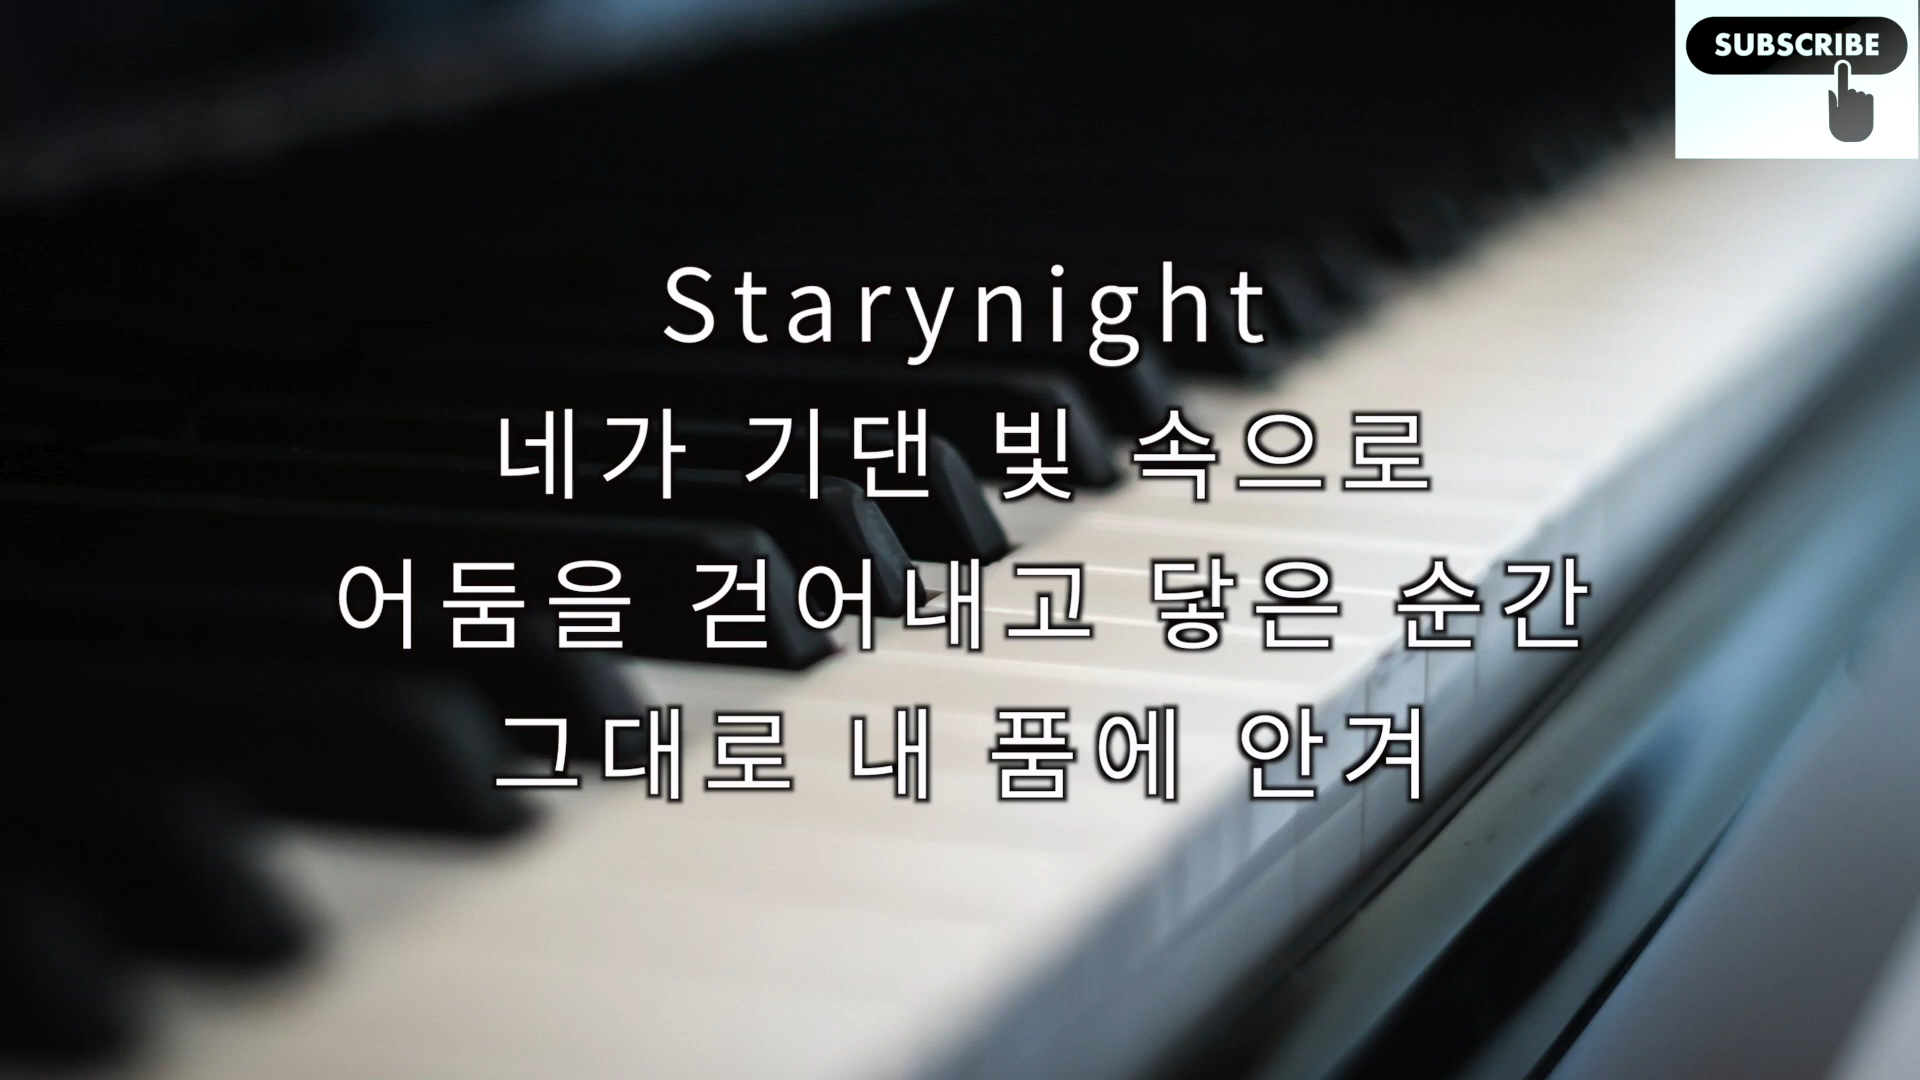 SUBSCRIBE
Starynight
네가 기댄 빛 속으로
어둠을 걷어내고 닿은 순간
그대로 내 품에 안겨